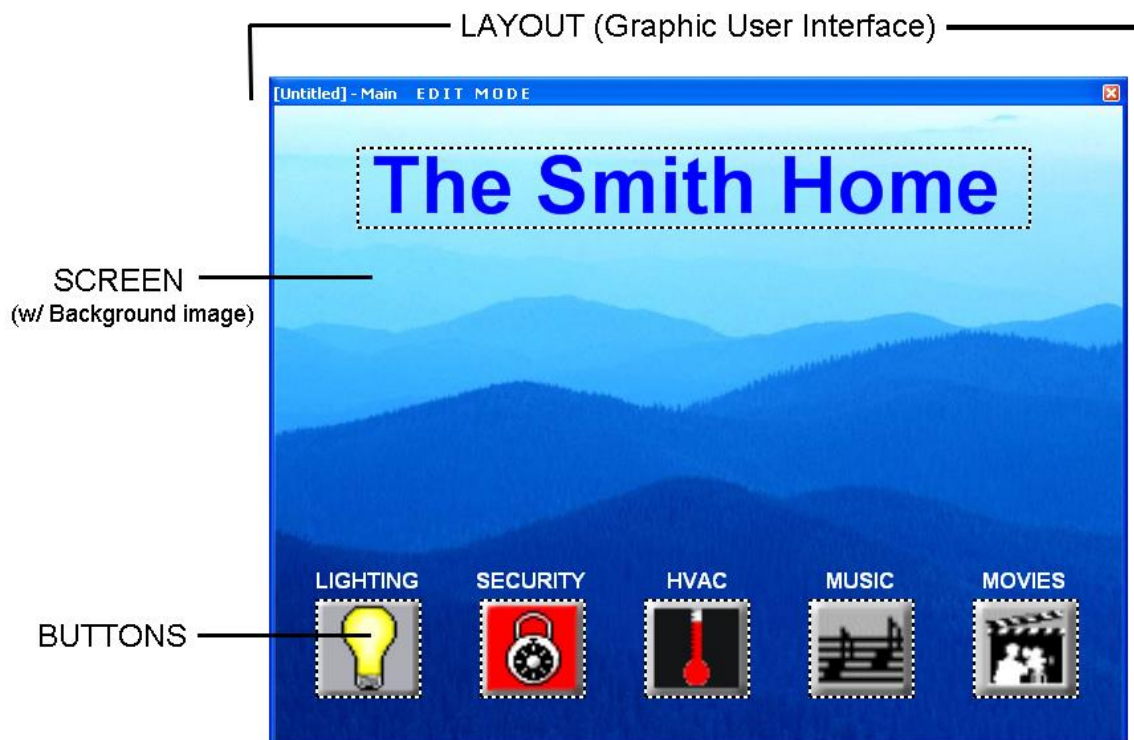 LAYOUT (Graphic User Interface)
[Untitled] - Main EDIT MODE
The Smith Home
SCREEN
(w/ Background image)
LIGHTING SECURITY HVAC MUSIC MOVIES
BUTTONS